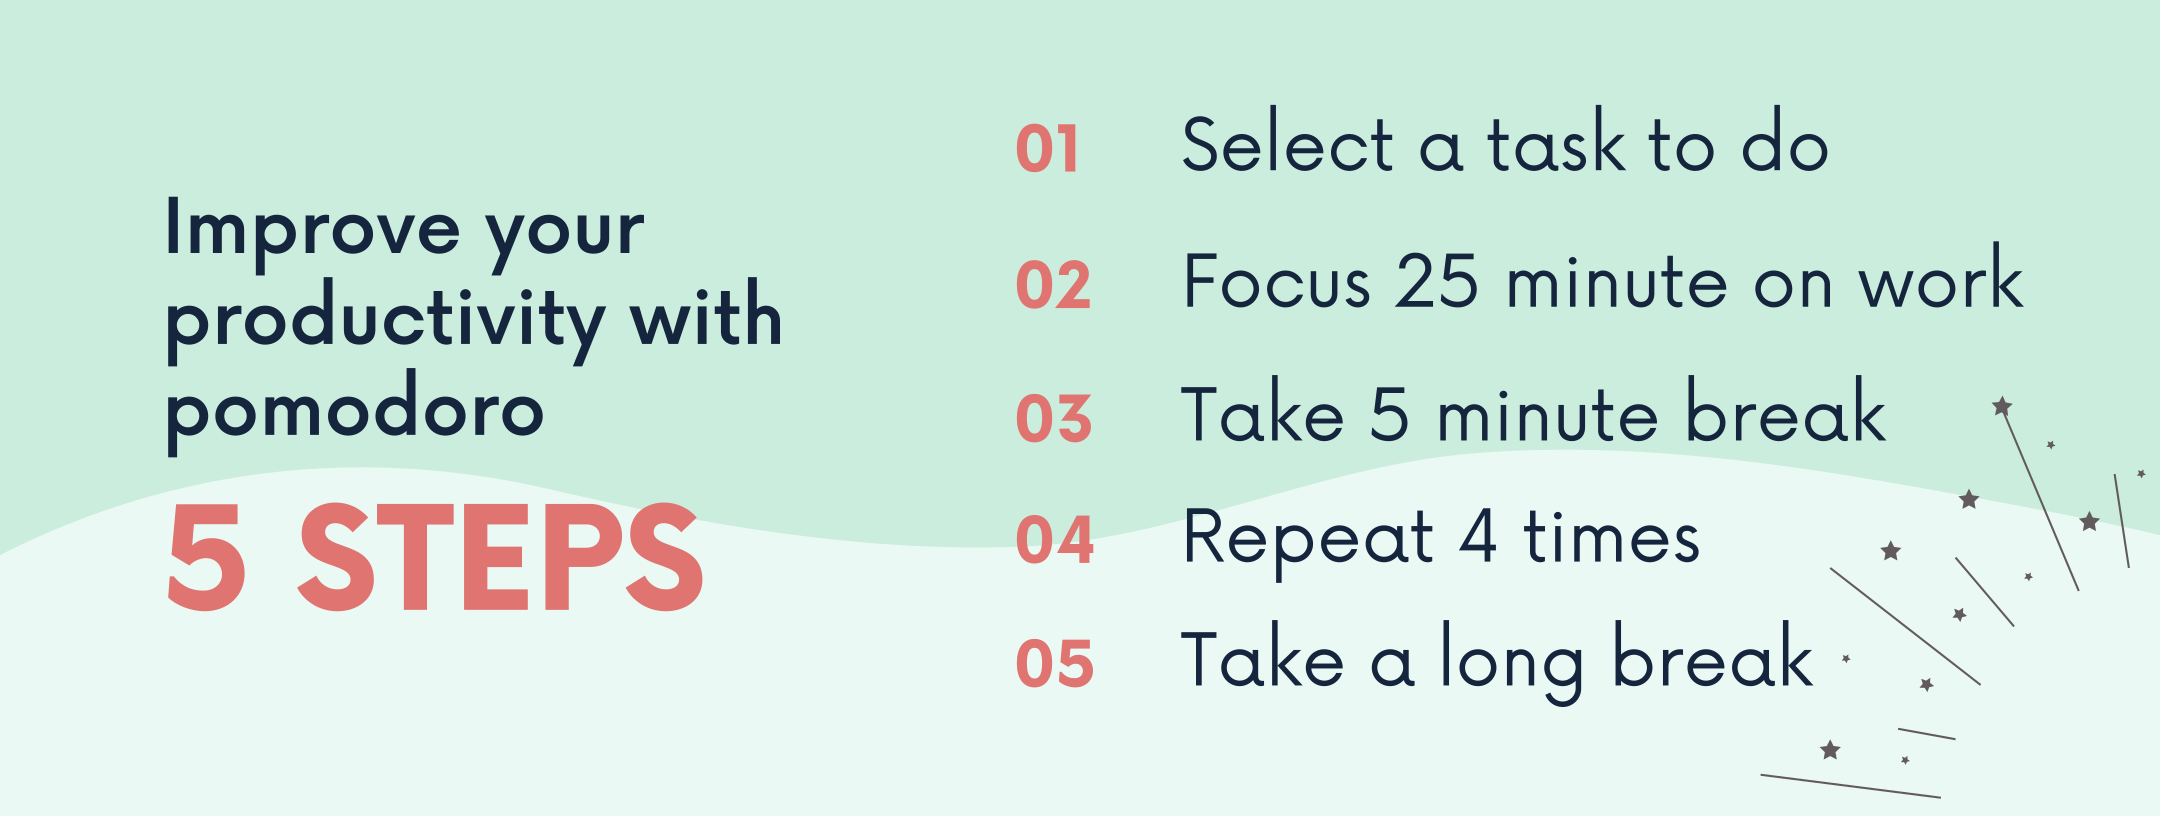 Improve your
productivity with
pomodoro
5 STEPS
01 Select a task to do
02 Focus 25 minute on work
03 Take 5 minute break
04 Repeat 4 times
05 Take a long break